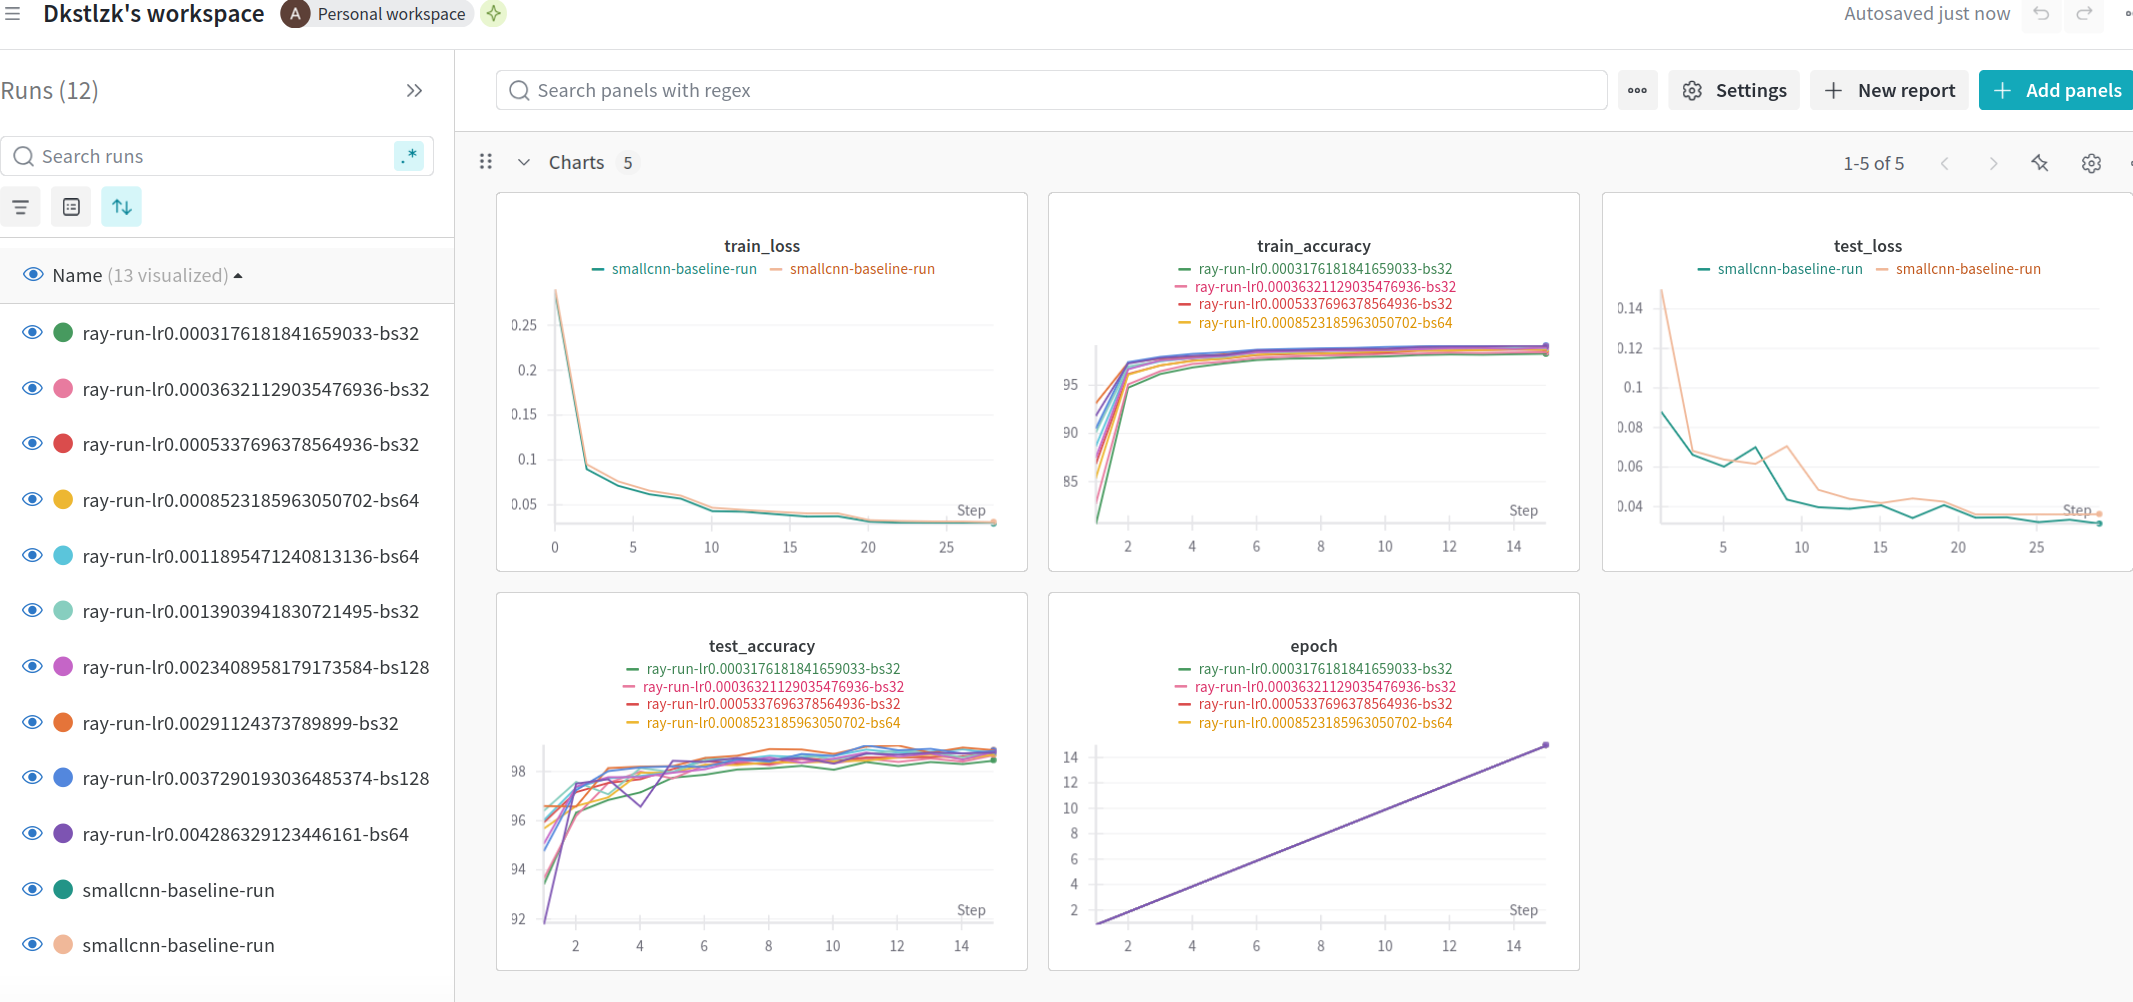 Dkstlzk's workspace
A Personal workspace
Autosaved just now
Runs (12)
Search runs
.*
Name (13 visualized)
ray-run-lr0.0003176181841659033-bs32
ray-run-lr0.00036321129035476936-bs32
ray-run-lr0.0005337696378564936-bs32
ray-run-lr0.0008523185963050702-bs64
ray-run-lr0.0011895471240813136-bs64
ray-run-lr0.0013903941830721495-bs32
ray-run-lr0.0023408958179173584-bs128
ray-run-lr0.00291124373789899-bs32
ray-run-lr0.0037290193036485374-bs128
ray-run-lr0.004286329123446161-bs64
smallcnn-baseline-run
smallcnn-baseline-run
Search panels with regex
Settings
New report
Add panels
Charts 5
1-5 of 5
train_loss
smallcnn-baseline-run smallcnn-baseline-run
0.25
0.2
0.15
0.1
0.05
Step
0 5 10 15 20 25
train_accuracy
ray-run-lr0.0003176181841659033-bs32
ray-run-lr0.00036321129035476936-bs32
ray-run-lr0.0005337696378564936-bs32
ray-run-lr0.0008523185963050702-bs64
95
90
85
Step
2 4 6 8 10 12 14
test_loss
smallcnn-baseline-run smallcnn-baseline-run
0.14
0.12
0.1
0.08
0.06
0.04
Step
5 10 15 20 25
test_accuracy
ray-run-lr0.0003176181841659033-bs32
ray-run-lr0.00036321129035476936-bs32
ray-run-lr0.0005337696378564936-bs32
ray-run-lr0.0008523185963050702-bs64
98
96
94
92
Step
2 4 6 8 10 12 14
epoch
ray-run-lr0.0003176181841659033-bs32
ray-run-lr0.00036321129035476936-bs32
ray-run-lr0.0005337696378564936-bs32
ray-run-lr0.0008523185963050702-bs64
14
12
10
8
6
4
2
Step
2 4 6 8 10 12 14